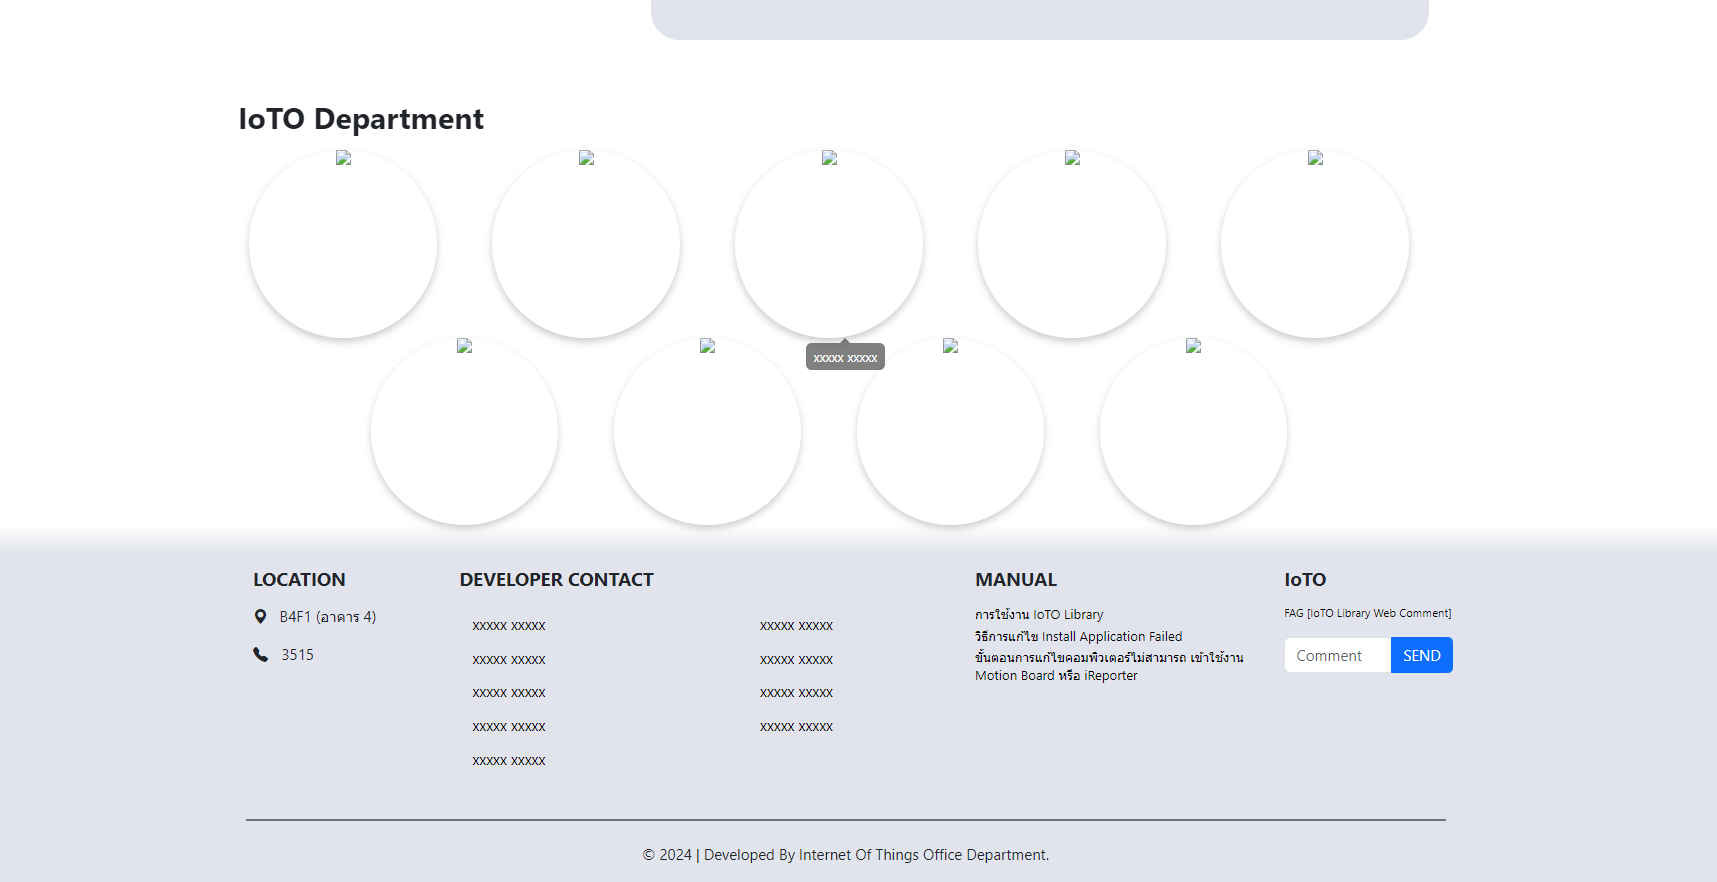 IoTO Department
xxxxx xxxxx
LOCATION
B4F1 (อาคาร 4)
3515
DEVELOPER CONTACT
xxxxx xxxxx
xxxxx xxxxx
xxxxx xxxxx
xxxxx xxxxx
xxxxx xxxxx
xxxxx xxxxx
xxxxx xxxxx
xxxxx xxxxx
xxxxx xxxxx
MANUAL
การใช้งาน IoTO Library
วิธีการแก้ไข Install Application Failed
ขั้นตอนการแก้ไขคอมพิวเตอร์ไม่สามารถ เข้าใช้งาน
Motion Board หรือ iReporter
IoTO
FAG [IoTO Library Web Comment]
Comment
SEND
© 2024 | Developed By Internet Of Things Office Department.